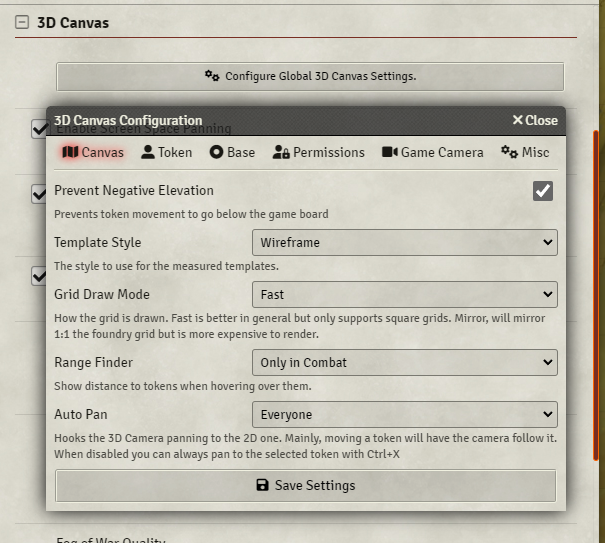 3D Canvas
Configure Global 3D Canvas Settings.
3D Canvas Configuration
Close
Enable Screen Space Panning
Canvas Token Base Permissions Game Camera Misc
Prevent Negative Elevation
Prevents token movement to go below the game board
Template Style Wireframe
The style to use for the measured templates.
Grid Draw Mode Fast
How the grid is drawn. Fast is better in general but only supports square grids. Mirror, will mirror
1:1 the foundry grid but is more expensive to render.
Range Finder Only in Combat
Show distance to tokens when hovering over them.
Auto Pan Everyone
Hooks the 3D Camera panning to the 2D one. Mainly, moving a token will have the camera follow it.
When disabled you can always pan to the selected token with Ctrl+X
Save Settings
Fog of War Quality